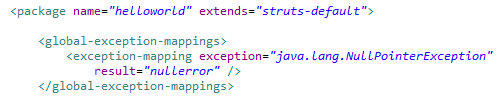 <package name="helloworld" extends="struts-default">
<global-exception-mappings>
<exception-mapping exception="java.lang.NullPointerException"
result="nullerror" />
</global-exception-mappings>